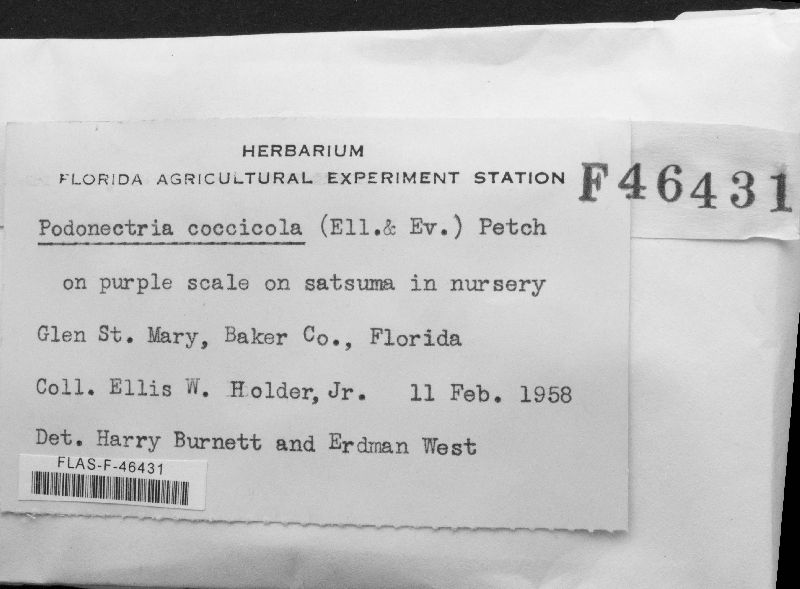 HERBARIUM
FLORIDA AGRICULTURAL EXPERIMENT STATION
F46431
Podonectria coccicola (Ell.& Ev.) Petch
on purple scale on satsuma in nursery
Glen St. Mary, Baker Co., Florida
Coll. Ellis W. Holder, Jr. 11 Feb. 1958
Det. Harry Burnett and Erdman West
FLAS-F-46431